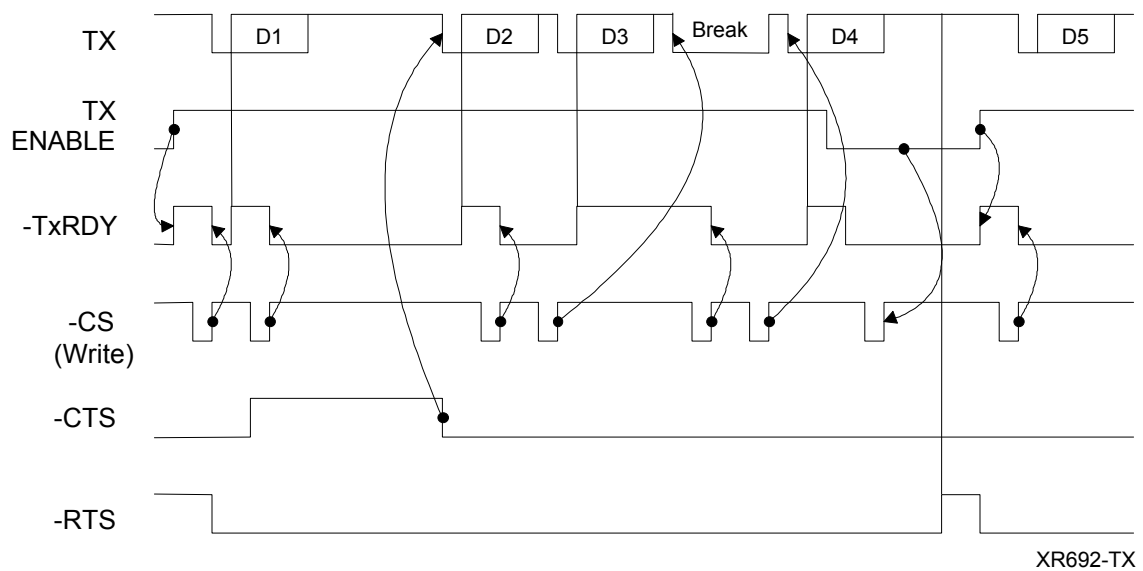 TX
D1
D2
D3
Break
D4
D5
TX
ENABLE
-TxRDY
-CS
(Write)
-CTS
-RTS
XR692-TX